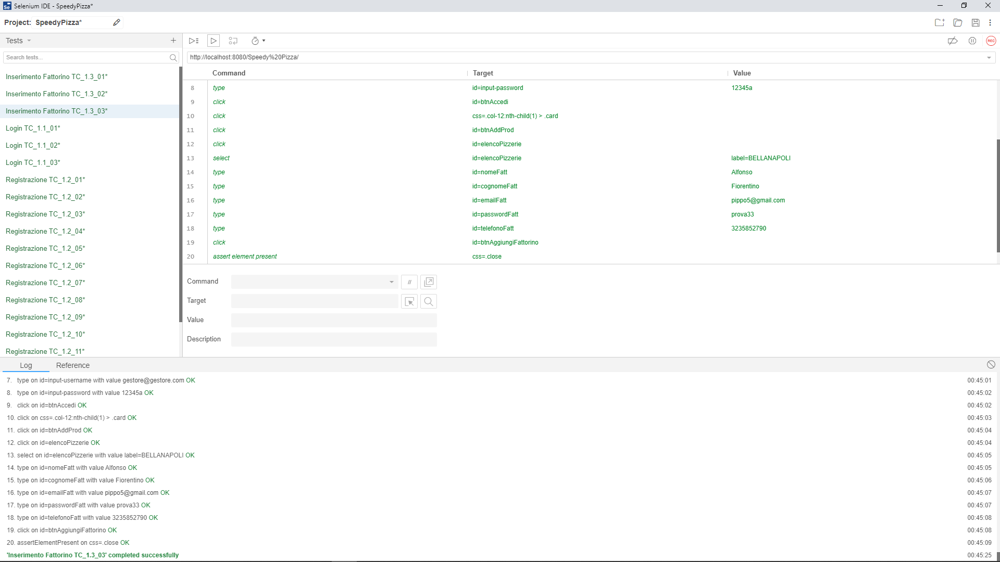 Selenium IDE - SpeedyPizza*
Project: SpeedyPizza*
Tests
Search tests...
Inserimento Fattorino TC_1.3_01*
Inserimento Fattorino TC_1.3_02*
Inserimento Fattorino TC_1.3_03*
Login TC_1.1_01*
Login TC_1.1_02*
Login TC_1.1_03*
Registrazione TC_1.2_01*
Registrazione TC_1.2_02*
Registrazione TC_1.2_03*
Registrazione TC_1.2_04*
Registrazione TC_1.2_05*
Registrazione TC_1.2_06*
Registrazione TC_1.2_07*
Registrazione TC_1.2_08*
Registrazione TC_1.2_09*
Registrazione TC_1.2_10*
Registrazione TC_1.2_11*
REC
http://localhost:8080/Speedy%20Pizza/
Command Target Value
8 type id=input-password 12345a
9 click id=btnAccedi
10 click css=.col-12:nth-child(1) > .card
11 click id=btnAddProd
12 click id=elencoPizzerie
13 select id=elencoPizzerie label=BELLANAPOLI
14 type id=nomeFatt Alfonso
15 type id=cognomeFatt Fiorentino
16 type id=emailFatt pippo5@gmail.com
17 type id=passwordFatt prova33
18 type id=telefonoFatt 3235852790
19 click id=btnAggiungiFattorino
20 assert element present css=.close
Command //
Target
Value
Description
Log Reference
7. type on id=input-username with value gestore@gestore.com OK 00:45:01
8. type on id=input-password with value 12345a OK 00:45:02
9. click on id=btnAccedi OK 00:45:02
10. click on css=.col-12:nth-child(1) > .card OK 00:45:03
11. click on id=btnAddProd OK 00:45:04
12. click on id=elencoPizzerie OK 00:45:04
13. select on id=elencoPizzerie with value label=BELLANAPOLI OK 00:45:05
14. type on id=nomeFatt with value Alfonso OK 00:45:05
15. type on id=cognomeFatt with value Fiorentino OK 00:45:06
16. type on id=emailFatt with value pippo5@gmail.com OK 00:45:07
17. type on id=passwordFatt with value prova33 OK 00:45:07
18. type on id=telefonoFatt with value 3235852790 OK 00:45:08
19. click on id=btnAggiungiFattorino OK 00:45:08
20. assertElementPresent on css=.close OK 00:45:09
'Inserimento Fattorino TC_1.3_03' completed successfully 00:45:25